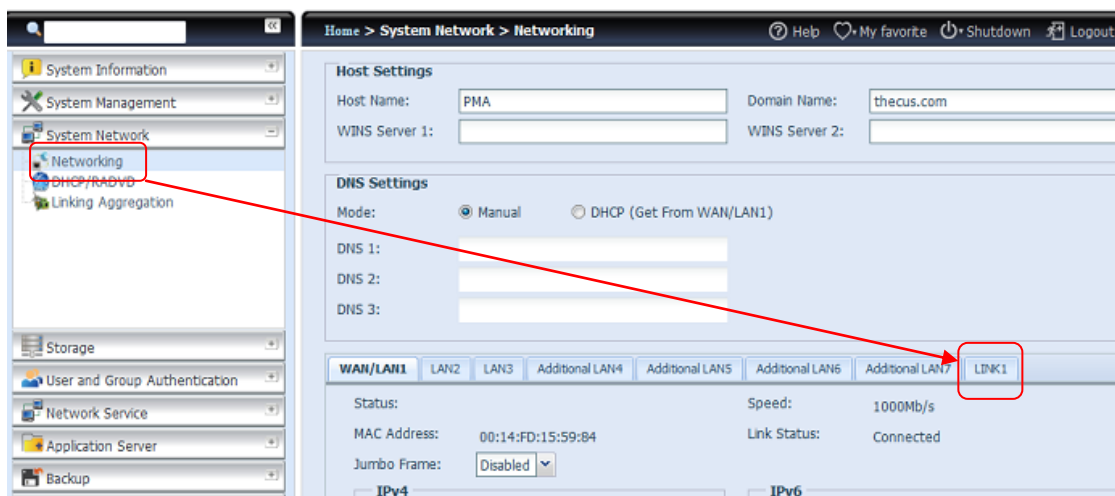 Home > System Network > Networking
Help My favorite Shutdown Logout
System Information
System Management
System Network
Networking
DHCP/RADVD
Linking Aggregation
Storage
User and Group Authentication
Network Service
Application Server
Backup
Host Settings
Host Name: PMA Domain Name: thecus.com
WINS Server 1: WINS Server 2:
DNS Settings
Mode: Manual DHCP (Get From WAN/LAN1)
DNS 1:
DNS 2:
DNS 3:
WAN/LAN1 LAN2 LAN3 Additional LAN4 Additional LAN5 Additional LAN6 Additional LAN7 LINK1
Status: Speed: 1000Mb/s
MAC Address: 00:14:FD:15:59:84 Link Status: Connected
Jumbo Frame: Disabled
IPv4 IPv6